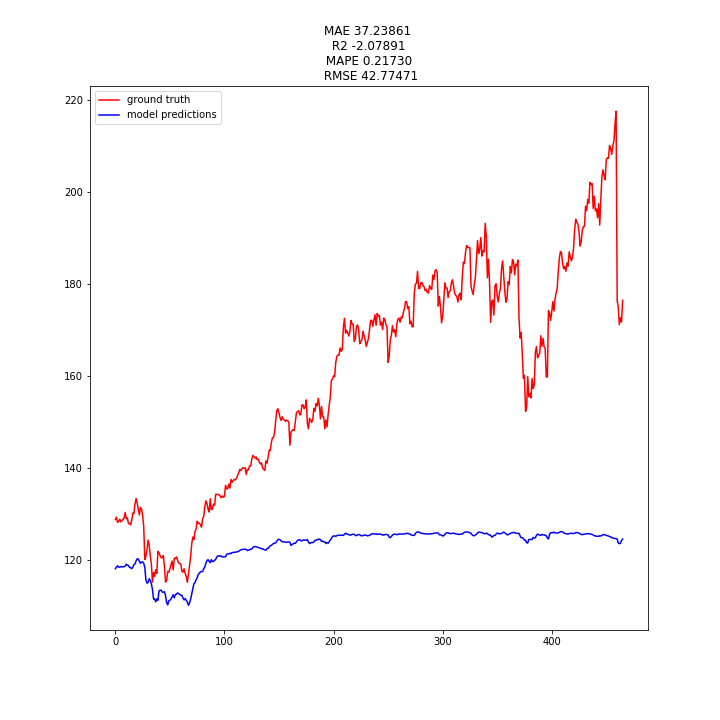 MAE 37.23861
R2 -2.07891
MAPE 0.21730
RMSE 42.77471
ground truth
model predictions
220
200
180
160
140
120
0
100
200
300
400